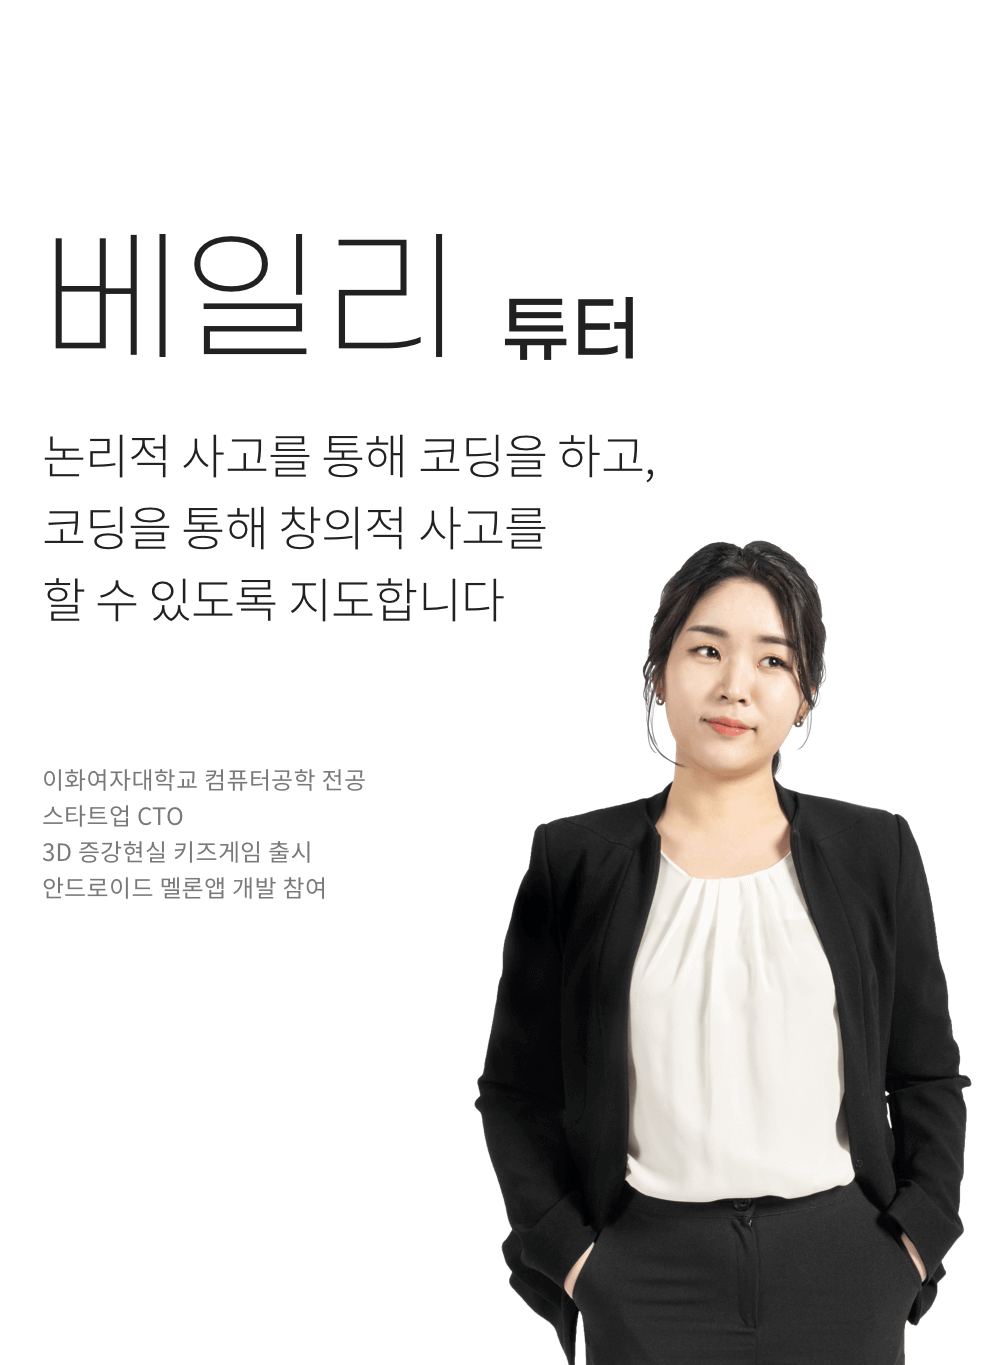 베일리 튜터
논리적 사고를 통해 코딩을 하고,
코딩을 통해 창의적 사고를
할 수 있도록 지도합니다
이화여자대학교 컴퓨터공학 전공
스타트업 CTO
3D 증강현실 키즈게임 출시
안드로이드 멜론앱 개발 참여